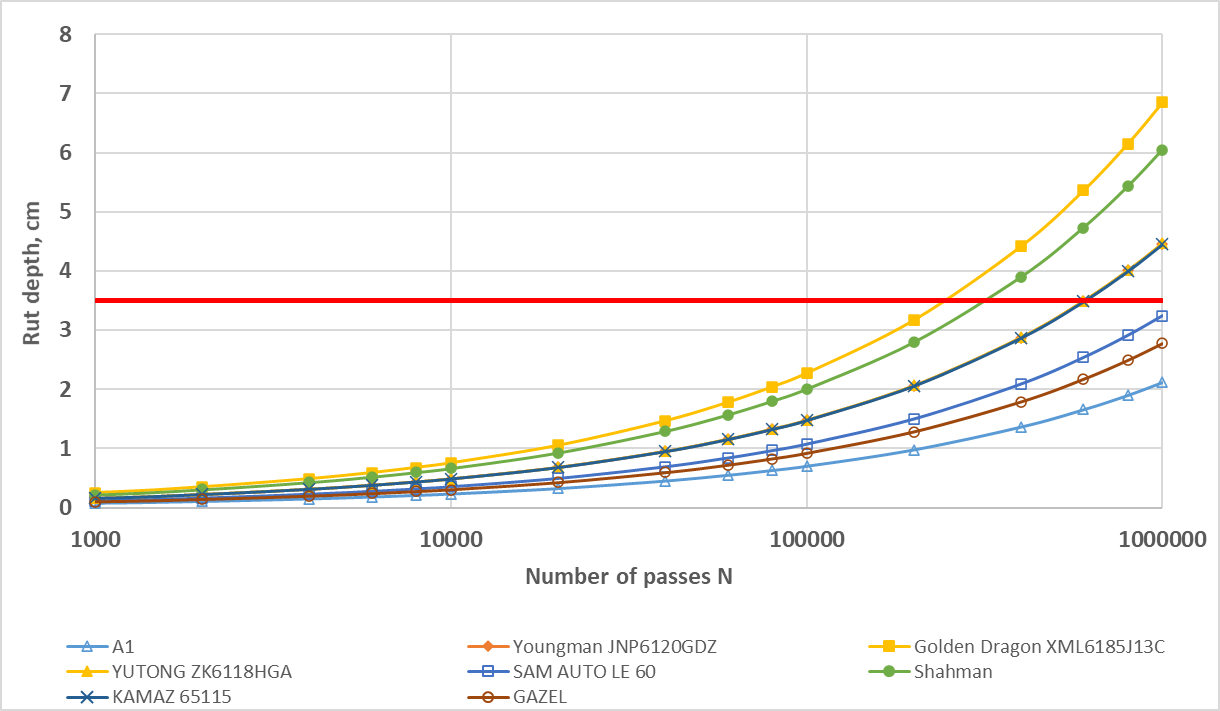 8
7
6
5
4
3
2
1
0
Rut depth, cm
1000 10000 100000 1000000
Number of passes N
A1 Youngman JNP6120GDZ Golden Dragon XML6185J13C
YUTONG ZK6118HGA SAM AUTO LE 60 Shahman
KAMAZ 65115 GAZEL